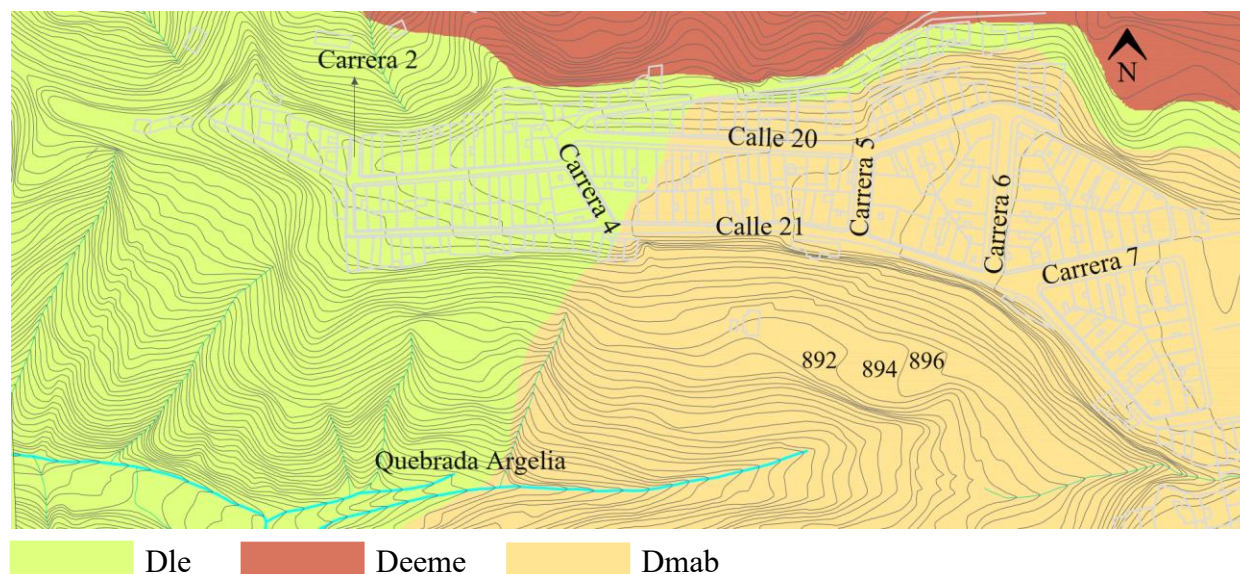 Carrera 2
N
Calle 20
Carrera 4
Carrera 5
Calle 21
Carrera 6
Carrera 7
892
894
896
Quebrada Argelia
Dle
Deeme
Dmab